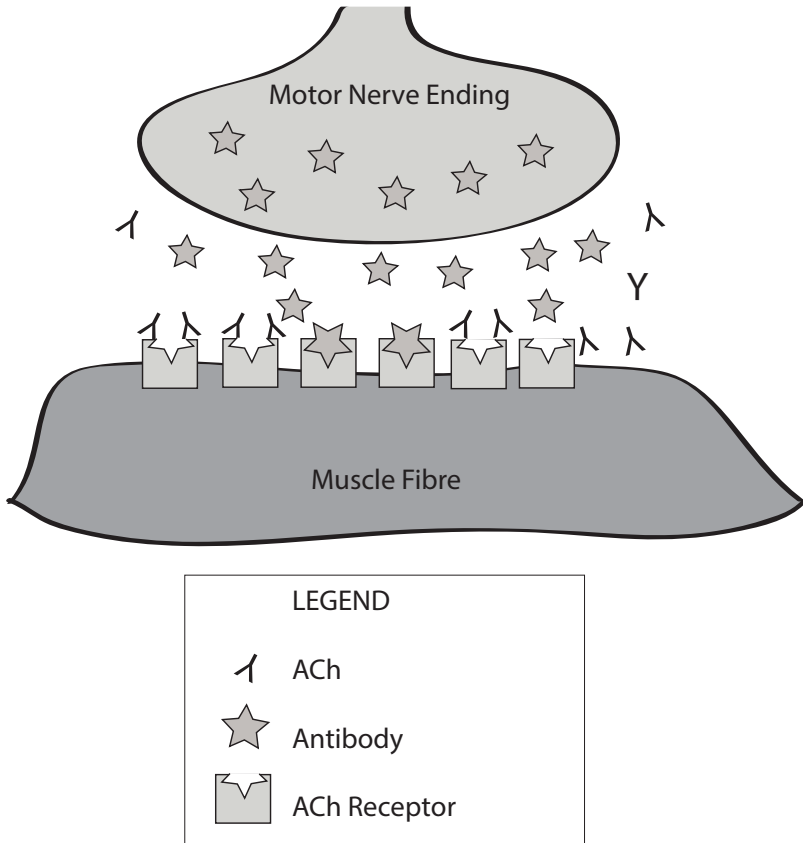 Motor Nerve Ending
Muscle Fibre
LEGEND
ACh
Antibody
ACh Receptor